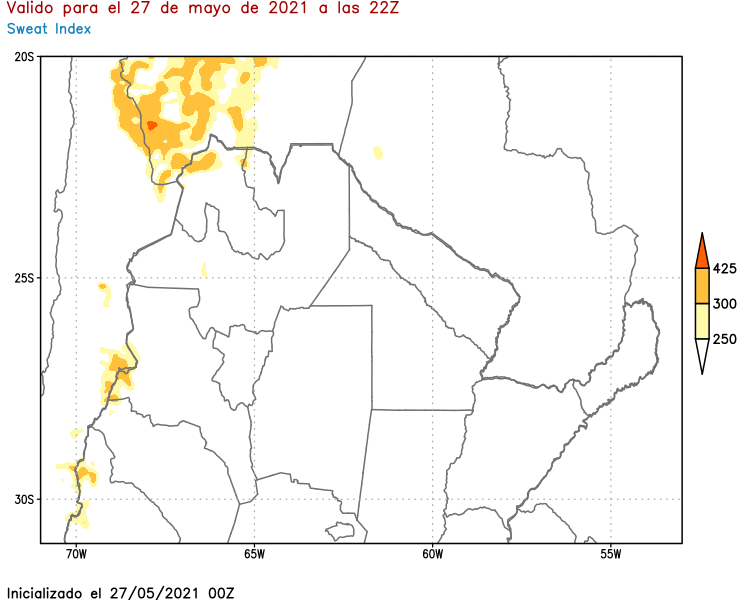 Valido para el 27 de mayo de 2021 a las 22Z
Sweat Index
20S
25S
30S
70W
65W
60W
55W
425
300
250
Inicializado el 27/05/2021 00Z